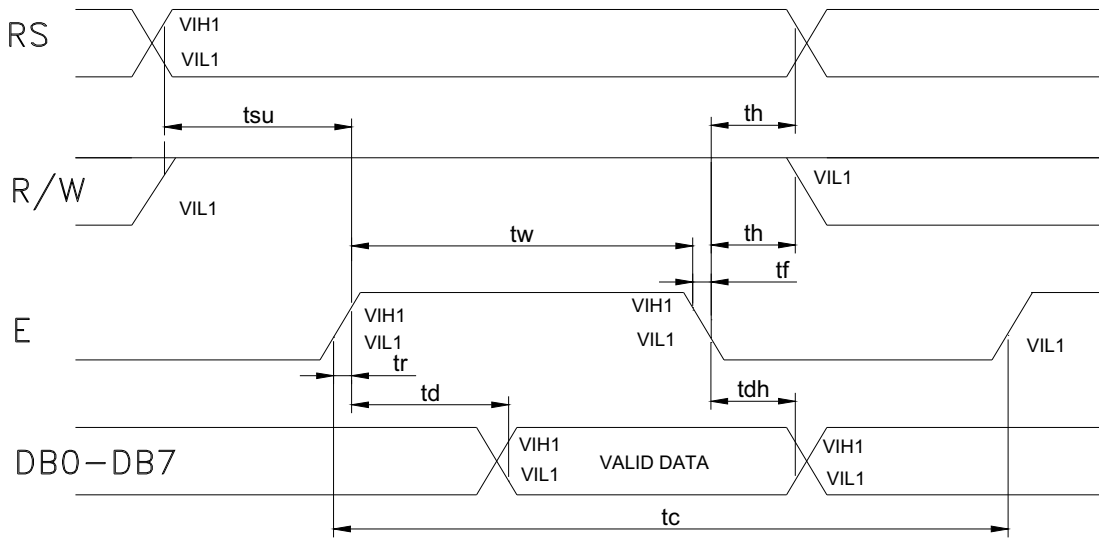 RS
VIH1
VIL1
tsu
th
R/W
VIL1
VIL1
tw
th
tf
E
VIH1
VIL1
VIH1
VIL1
VIL1
tr
td
tdh
DB0-DB7
VIH1
VIL1
VALID DATA
VIH1
VIL1
tc